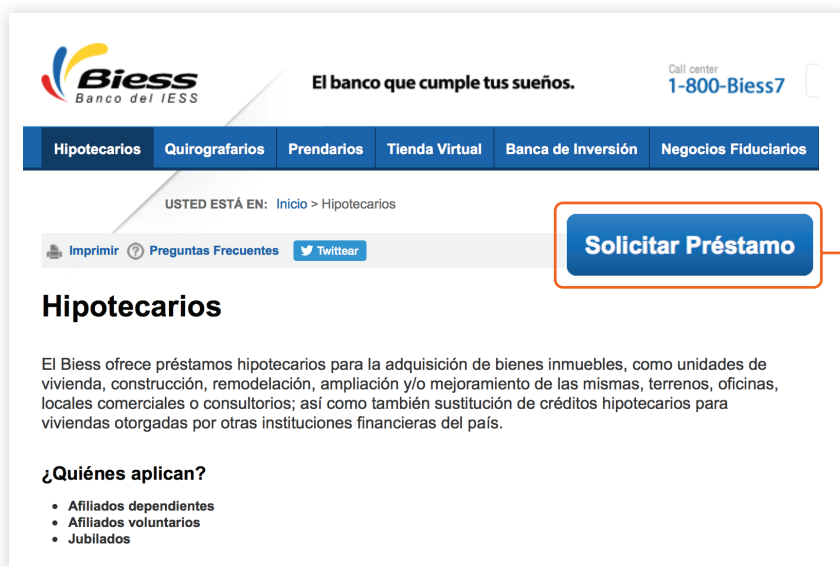 Biess
Banco del IESS
El banco que cumple tus sueños.
Call center
1-800-Biess7
Hipotecarios Quirografarios Prendarios Tienda Virtual Banca de Inversión Negocios Fiduciarios
USTED ESTÁ EN: Inicio > Hipotecarios
Imprimir ? Preguntas Frecuentes Twittear
Solicitar Préstamo
Hipotecarios
El Biess ofrece préstamos hipotecarios para la adquisición de bienes inmuebles, como unidades de
vivienda, construcción, remodelación, ampliación y/o mejoramiento de las mismas, terrenos, oficinas,
locales comerciales o consultorios; así como también sustitución de créditos hipotecarios para
viviendas otorgadas por otras instituciones financieras del país.
¿Quiénes aplican?
• Afiliados dependientes
• Afiliados voluntarios
• Jubilados